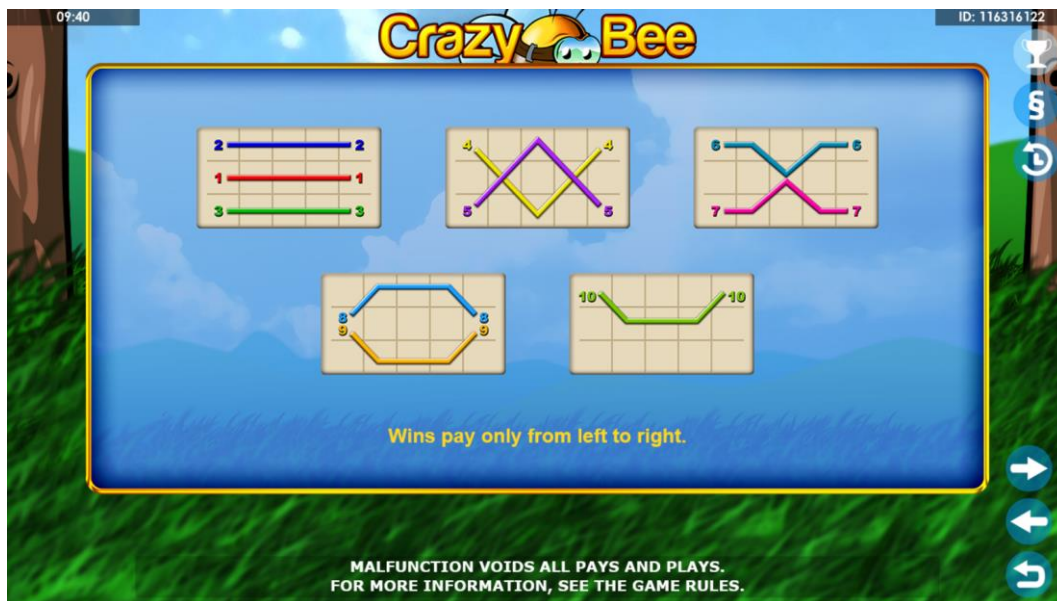 09:40
ID: 116316122
Crazy Bee
2 2
1 1
3 3
4 4
5 5
6 6
7 7
8 8
9 9
10 10
§
Wins pay only from left to right.
MALFUNCTION VOIDS ALL PAYS AND PLAYS.
FOR MORE INFORMATION, SEE THE GAME RULES.